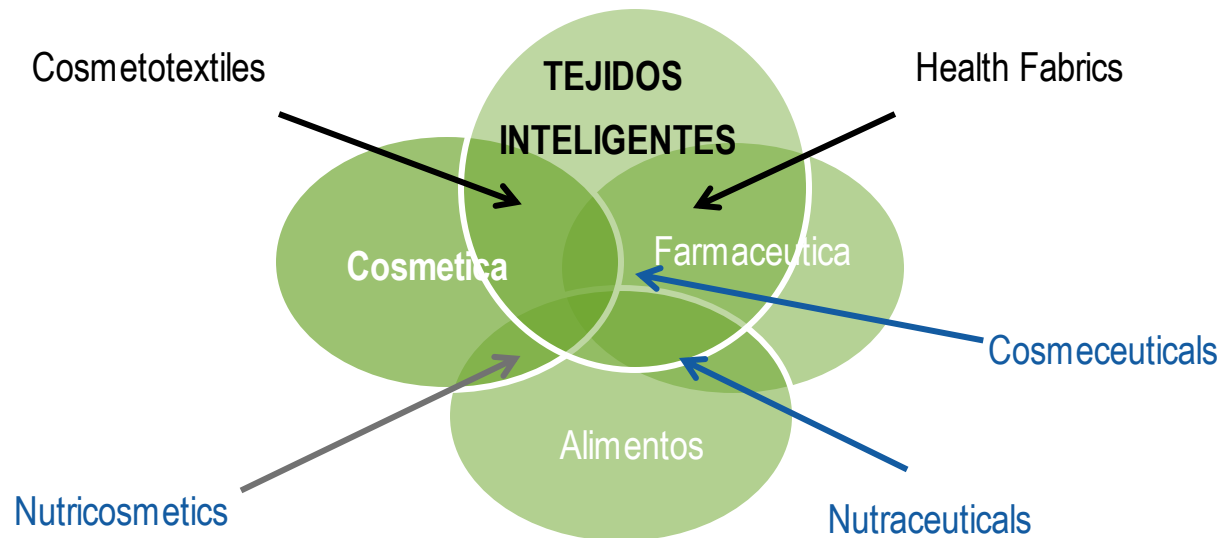 Cosmetotextiles
TEJIDOS
INTELIGENTES
Health Fabrics
Cosmetica
Farmaceutica
Cosmeceuticals
Alimentos
Nutricosmetics
Nutraceuticals